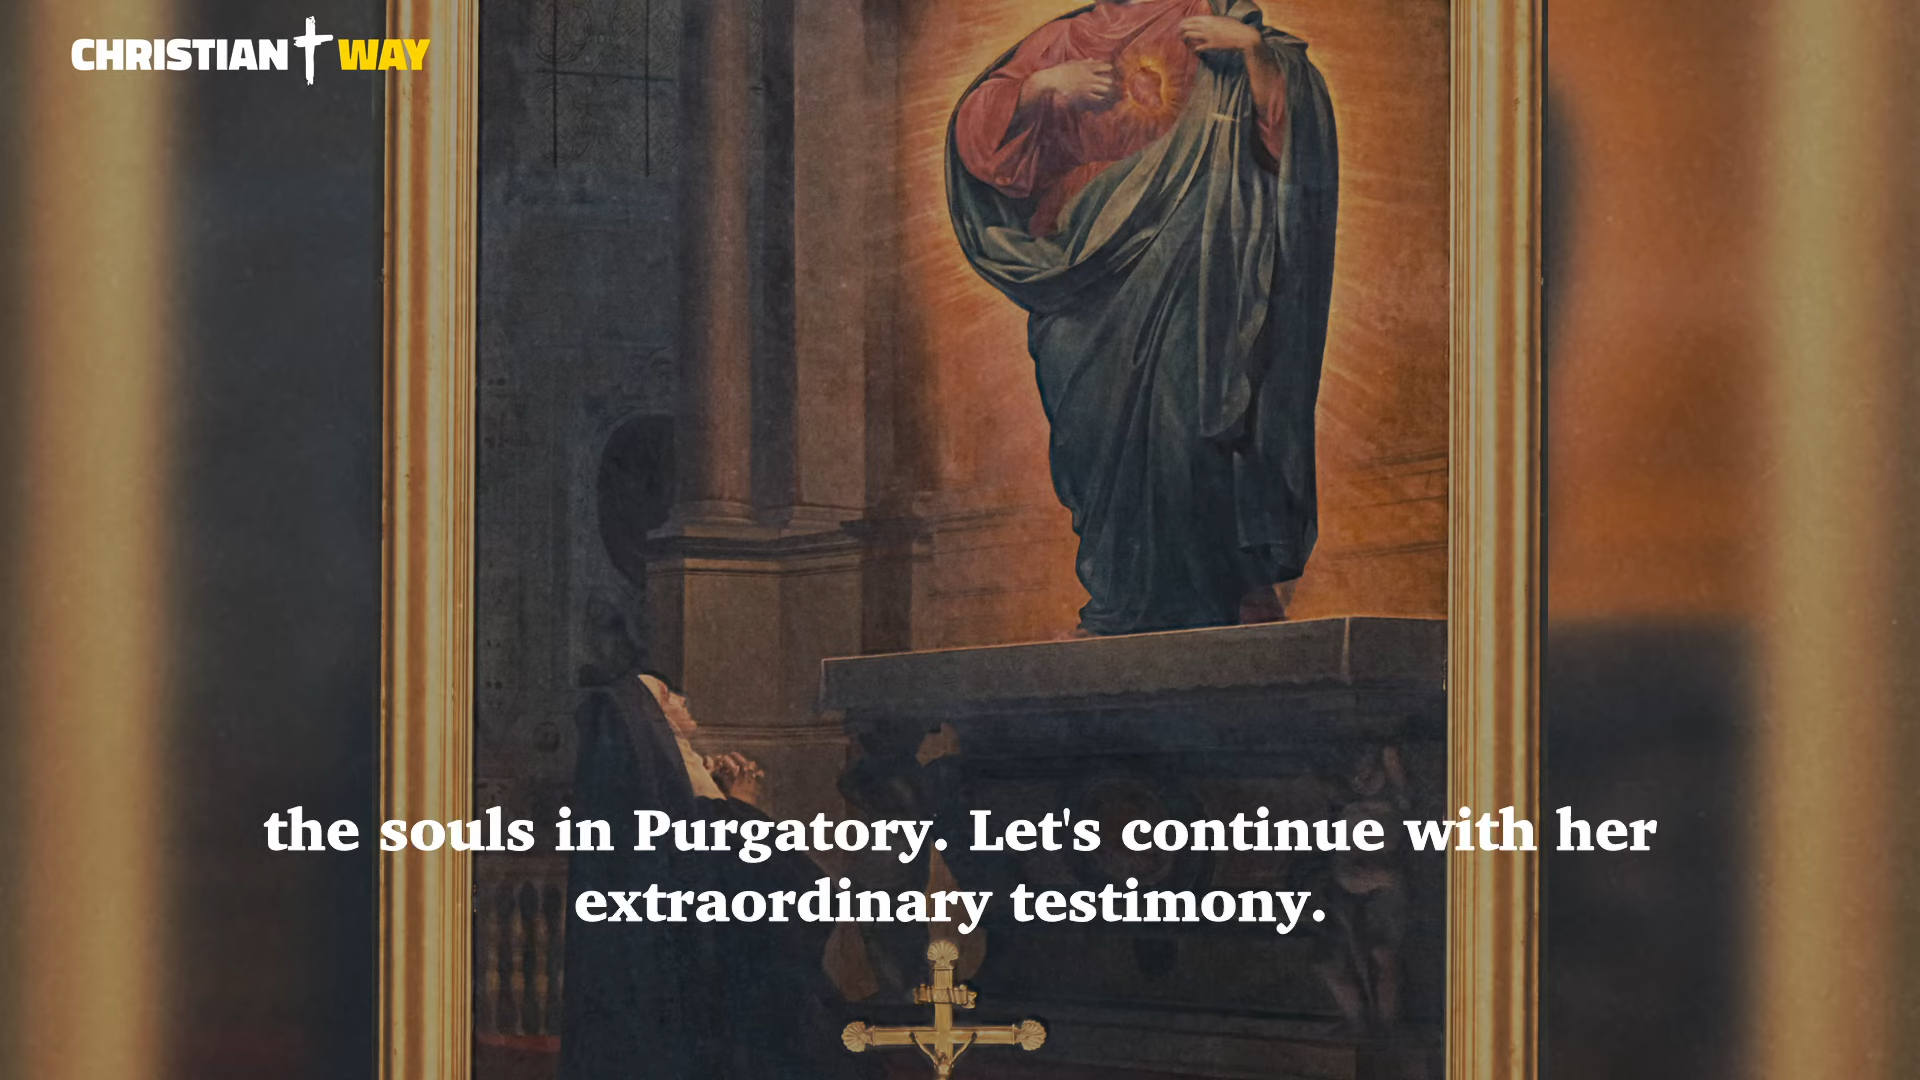 CHRISTIAN WAY
the souls in Purgatory. Let's continue with her
extraordinary testimony.